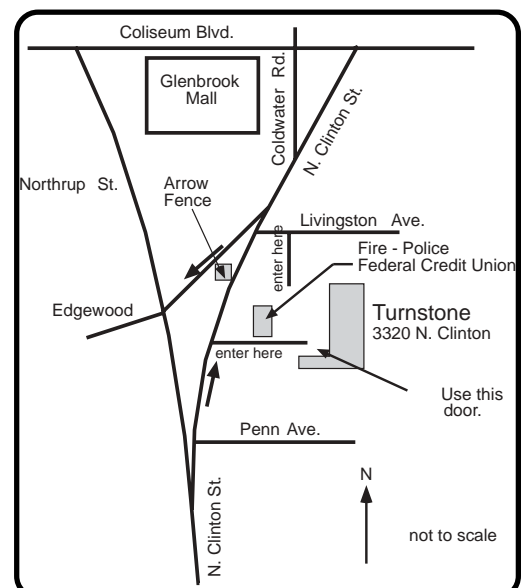 Coliseum Blvd.
Glenbrook
Mall
Coldwater Rd.
N. Clinton St.
Northrup St.
Arrow
Fence
Livingston Ave.
enter here
Fire - Police
Federal Credit Union
Edgewood
Turnstone
3320 N. Clinton
enter here
Use this
door.
Penn Ave.
N
N. Clinton St.
not to scale